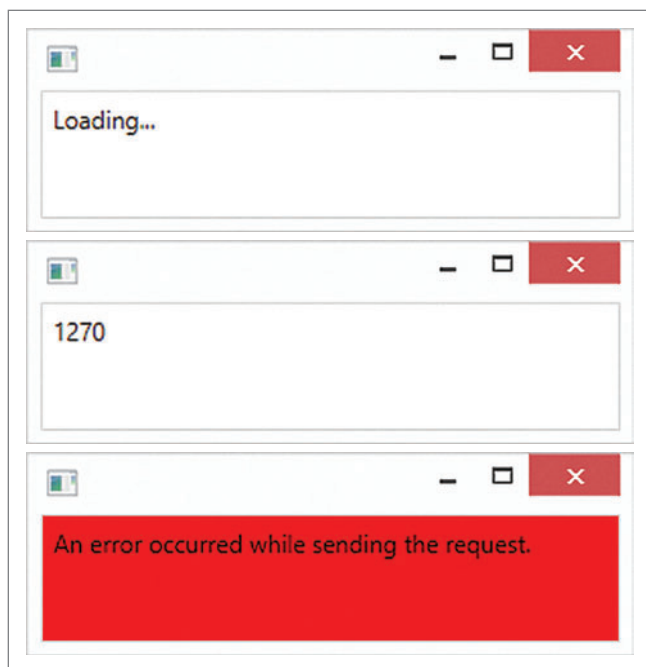 Loading...
1270
An error occurred while sending the request.